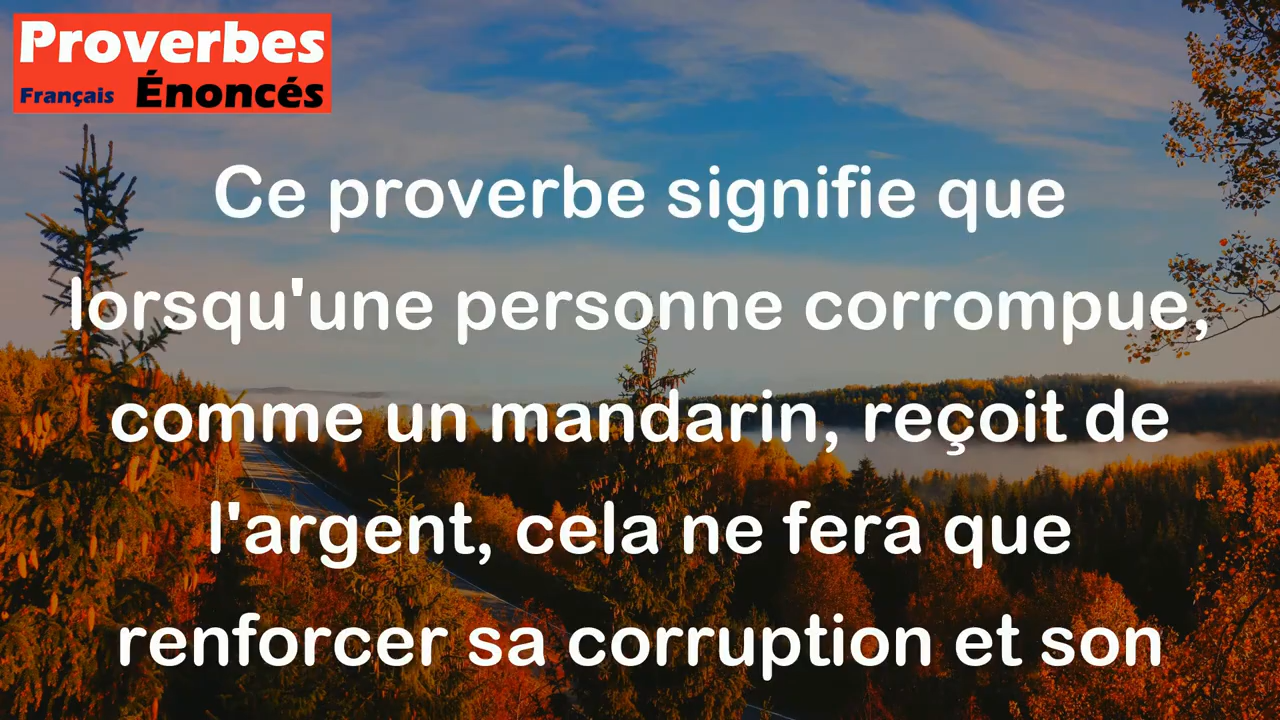 Proverbes
Français Énoncés
Ce proverbe signifie que
lorsqu'une personne corrompue,
comme un mandarin, reçoit de
l'argent, cela ne fera que
renforcer sa corruption et son